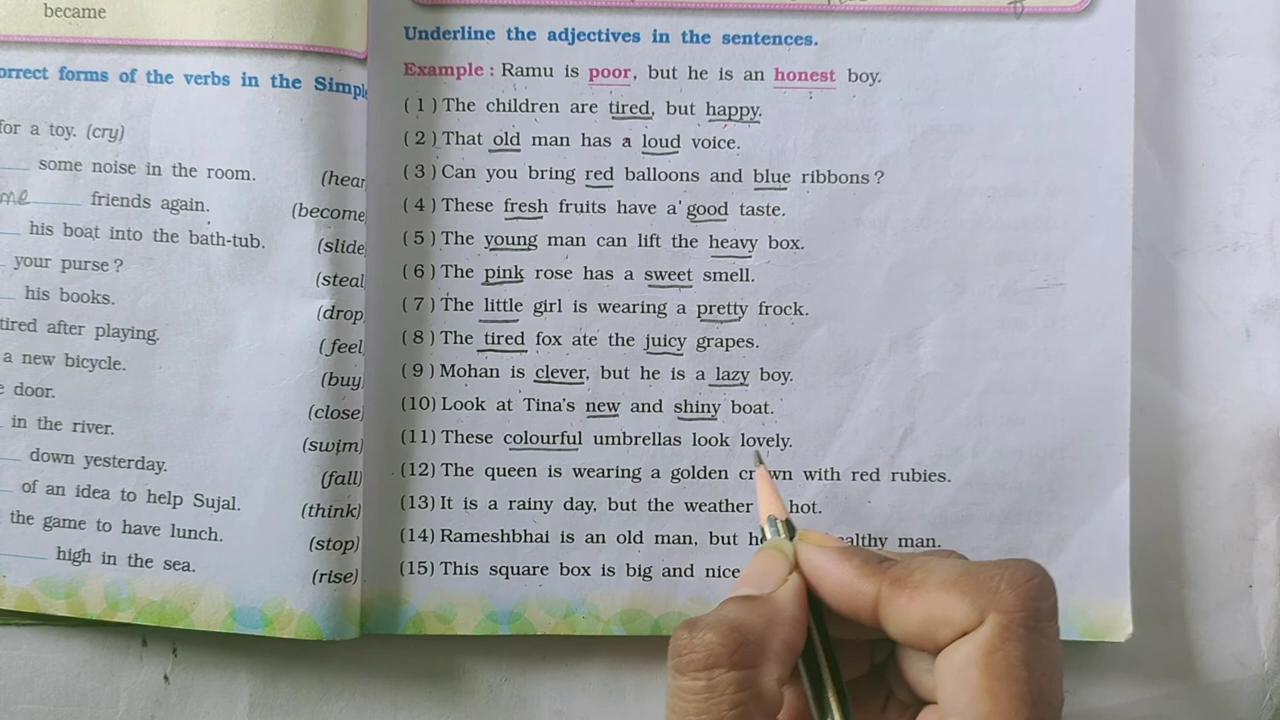 became
orrect forms of the verbs in the Simpl
for a toy. (cry)
some noise in the room. (hear
me friends again. (become
his boat into the bath-tub. (slide
your purse? (steal
his books. (drop
tired after playing. (feel
a new bicycle. (buy
e door. (close)
in the river. (swim)
down yesterday. (fall)
of an idea to help Sujal. (think)
the game to have lunch. (stop)
high in the sea. (rise)
Underline the adjectives in the sentences.
Example : Ramu is poor, but he is an honest boy.
(1) The children are tired, but happy.
(2) That old man has a loud voice.
(3) Can you bring red balloons and blue ribbons?
(4) These fresh fruits have a good taste.
(5) The young man can lift the heavy box.
(6) The pink rose has a sweet smell.
(7) The little girl is wearing a pretty frock.
(8) The tired fox ate the juicy grapes.
(9) Mohan is clever, but he is a lazy boy.
(10) Look at Tina's new and shiny boat.
(11) These colourful umbrellas look lovely.
(12) The queen is wearing a golden cr wn with red rubies.
(13) It is a rainy day, but the weather hot.
(14) Rameshbhai is an old man, but h althy man.
(15) This square box is big and nice